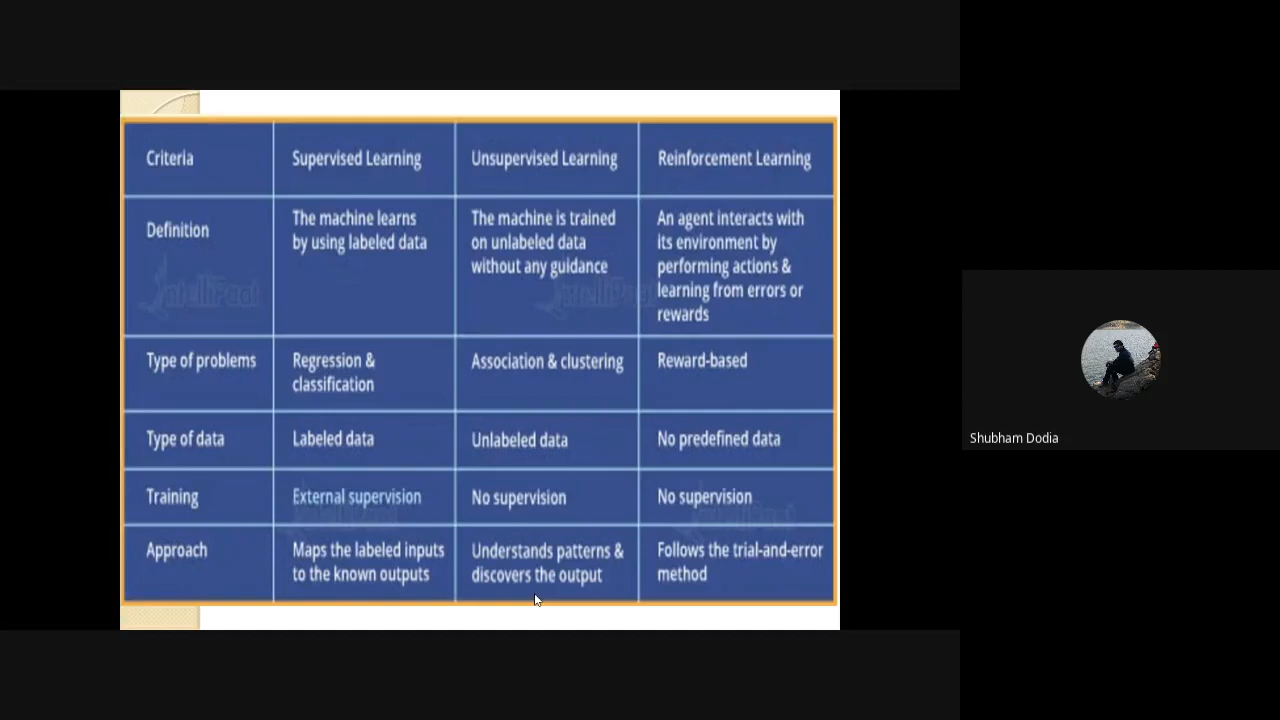 Criteria
Supervised Learning
Unsupervised Learning
Reinforcement Learning
Definition
The machine learns
by using labeled data
The machine is trained
on unlabeled data
without any guidance
An agent interacts with
its environment by
performing actions &
learning from errors or
rewards
Type of problems
Regression &
classification
Association & clustering
Reward-based
Type of data
Labeled data
Unlabeled data
No predefined data
Training
External supervision
No supervision
No supervision
Approach
Maps the labeled inputs
to the known outputs
Understands patterns &
discovers the output
Follows the trial-and-error
method
Shubham Dodia